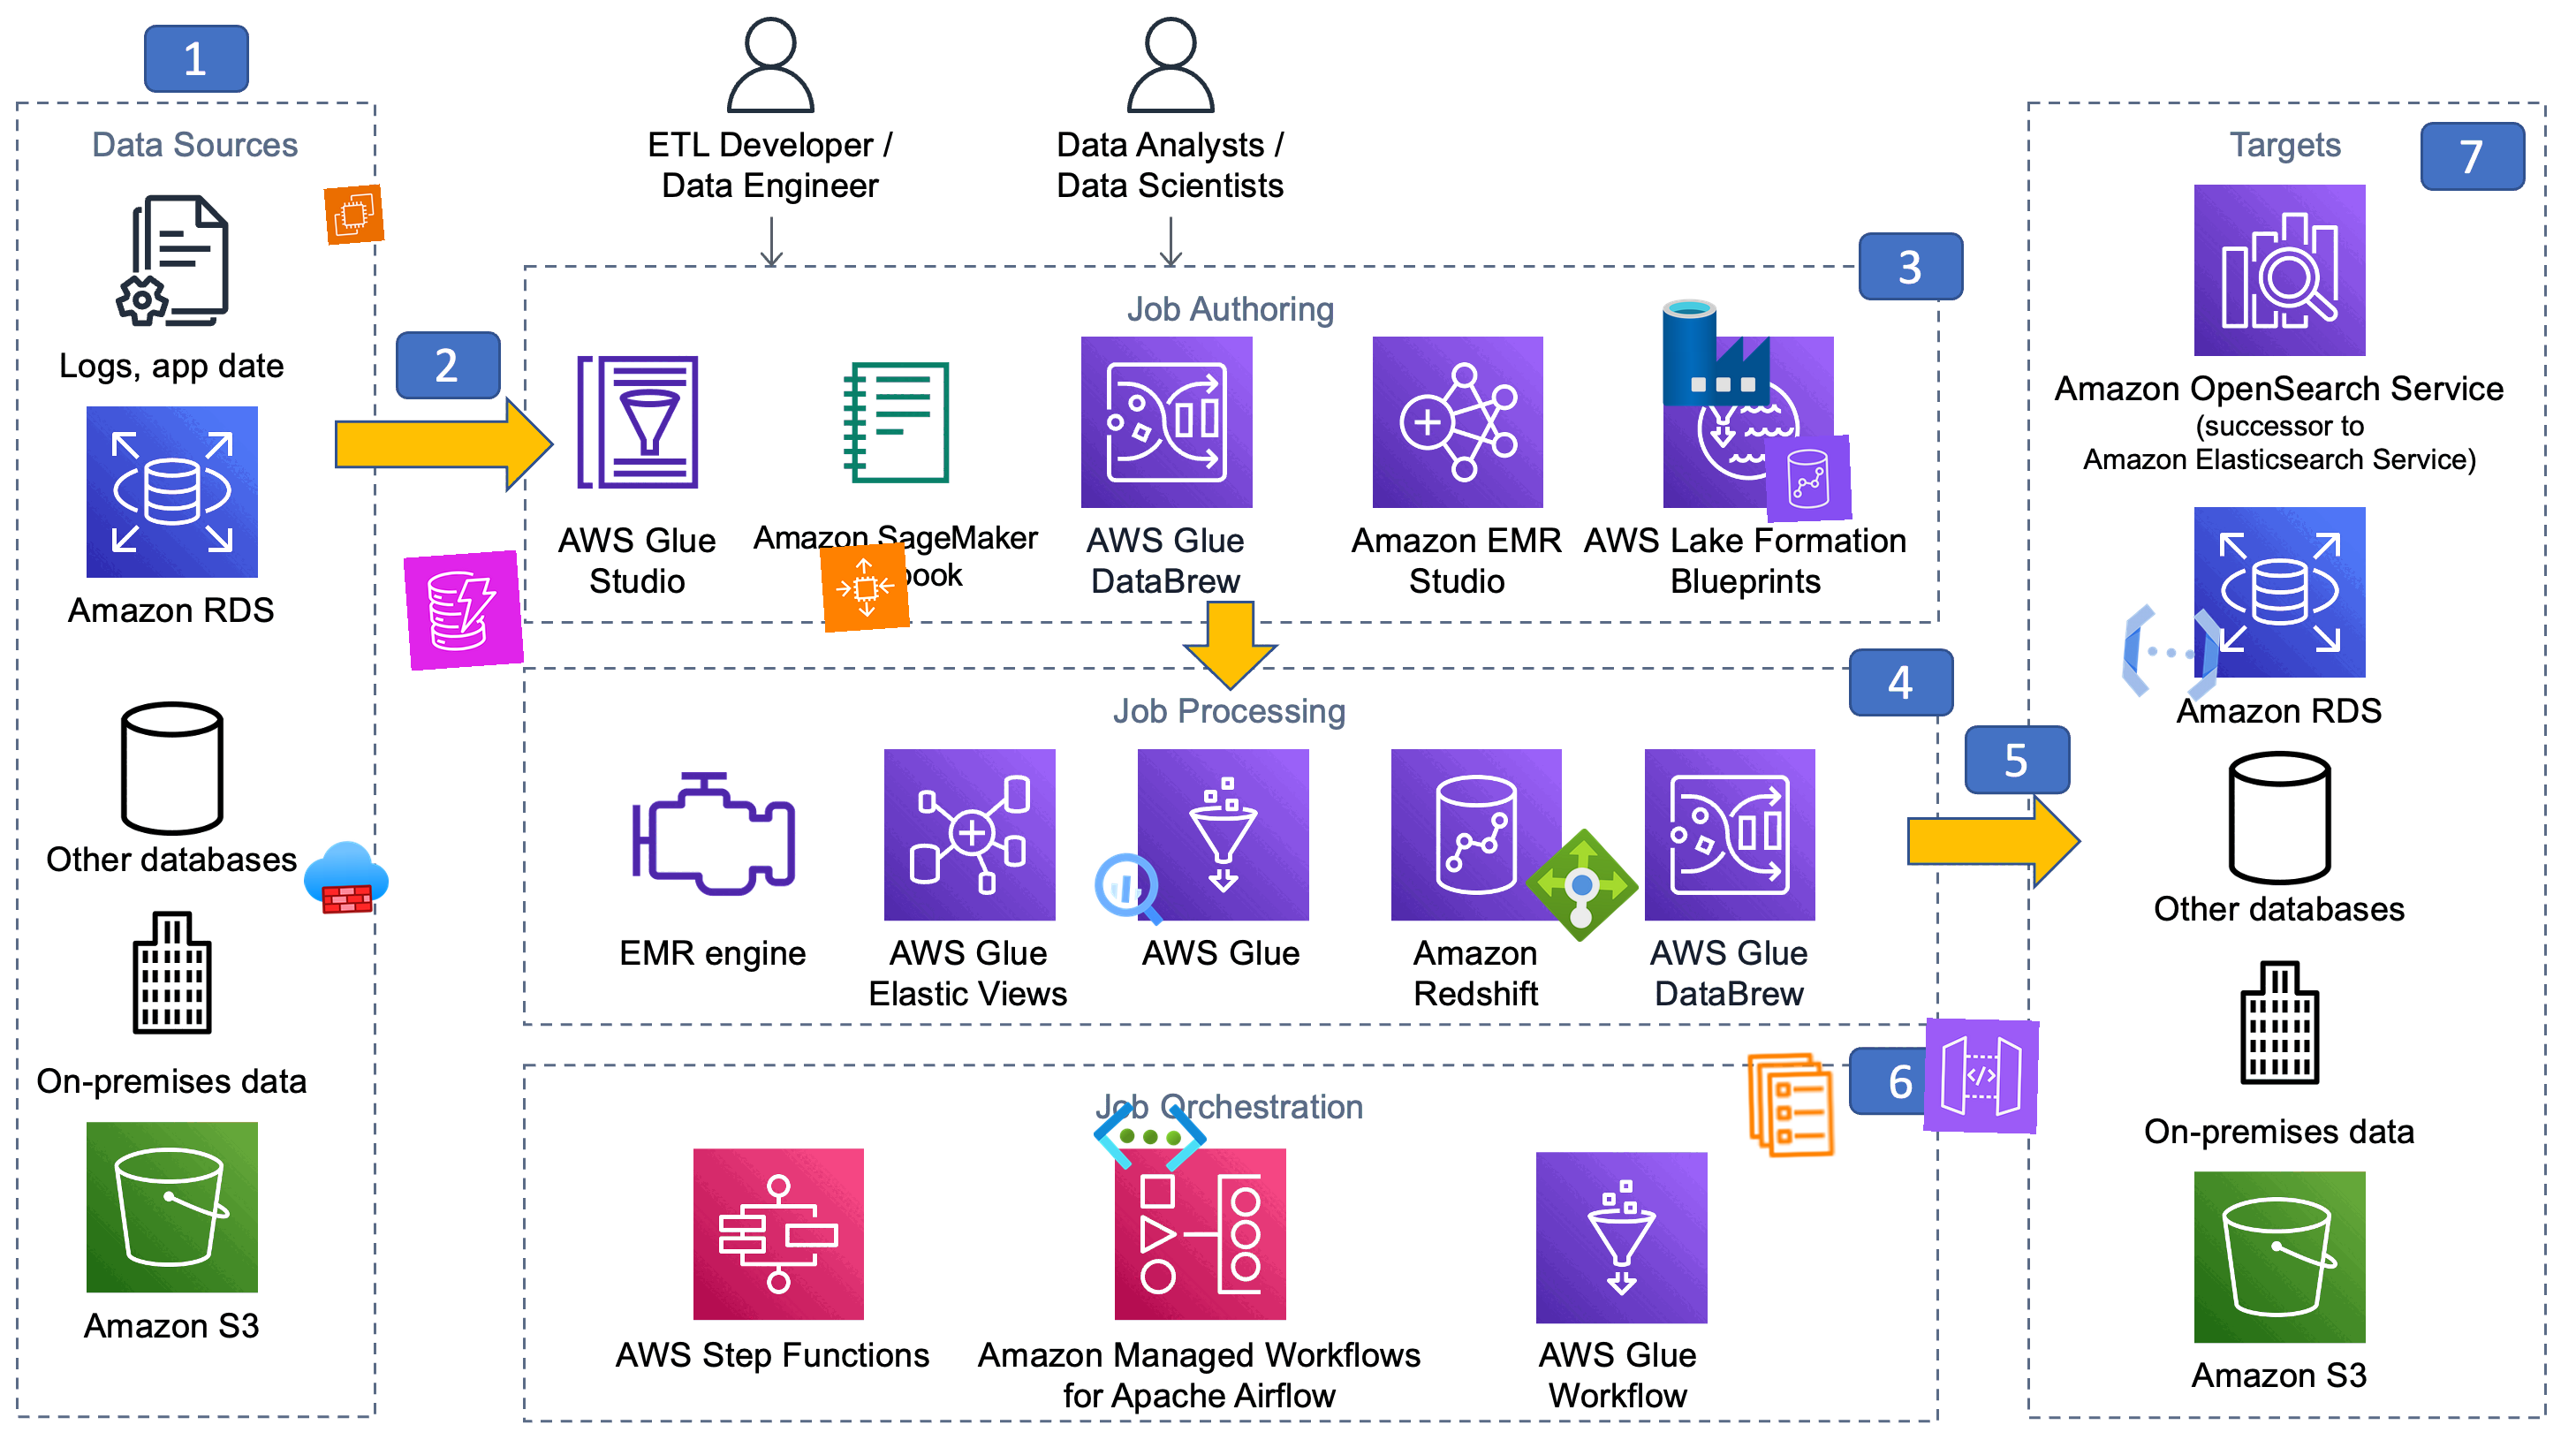 1
Data Sources
Logs, app date
Amazon RDS
Other databases
On-premises data
Amazon S3
2
ETL Developer /
Data Engineer
Data Analysts /
Data Scientists
3
Job Authoring
AWS Glue
Studio
Amazon SageMaker
book
AWS Glue
DataBrew
Amazon EMR
Studio
AWS Lake Formation
Blueprints
4
Job Processing
EMR engine
AWS Glue
Elastic Views
AWS Glue
Amazon
Redshift
AWS Glue
DataBrew
5
6
Job Orchestration
AWS Step Functions
Amazon Managed Workflows
for Apache Airflow
AWS Glue
Workflow
7
Targets
Amazon OpenSearch Service
(successor to
Amazon Elasticsearch Service)
Amazon RDS
Other databases
On-premises data
Amazon S3